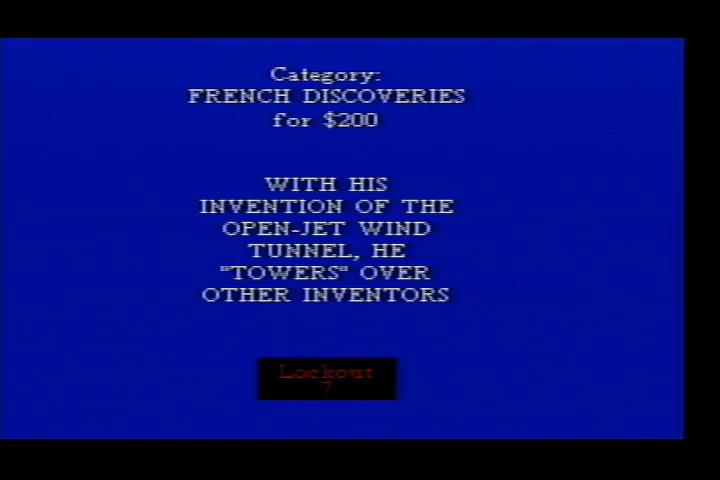 Category:
FRENCH DISCOVERIES
for $200
WITH HIS
INVENTION OF THE
OPEN-JET WIND
TUNNEL, HE
"TOWERS" OVER
OTHER INVENTORS
Lockout
7